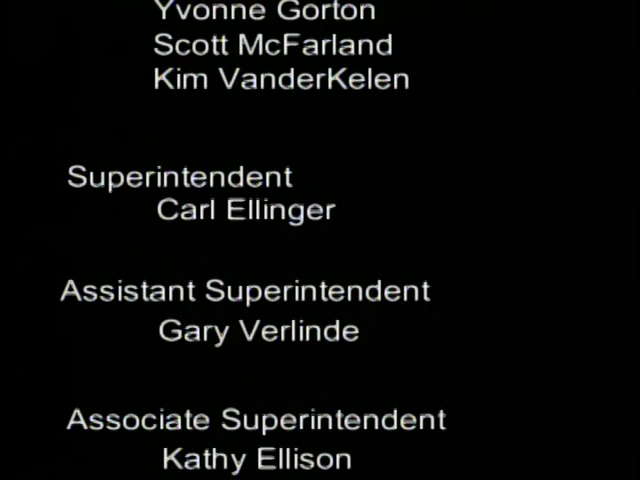 Yvonne Gorton
Scott McFarland
Kim VanderKelen
Superintendent
Carl Ellinger
Assistant Superintendent
Gary Verlinde
Associate Superintendent
Kathy Ellison